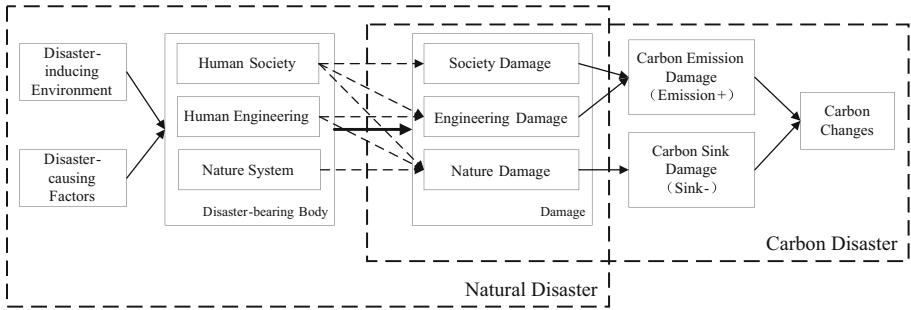 Disaster-
inducing
Environment
Disaster-
causing
Factors
Human Society
Human Engineering
Nature System
Disaster-bearing Body
Society Damage
Engineering Damage
Nature Damage
Damage
Carbon Emission
Damage
（Emission+）
Carbon Sink
Damage
（Sink-）
Carbon
Changes
Carbon Disaster
Natural Disaster